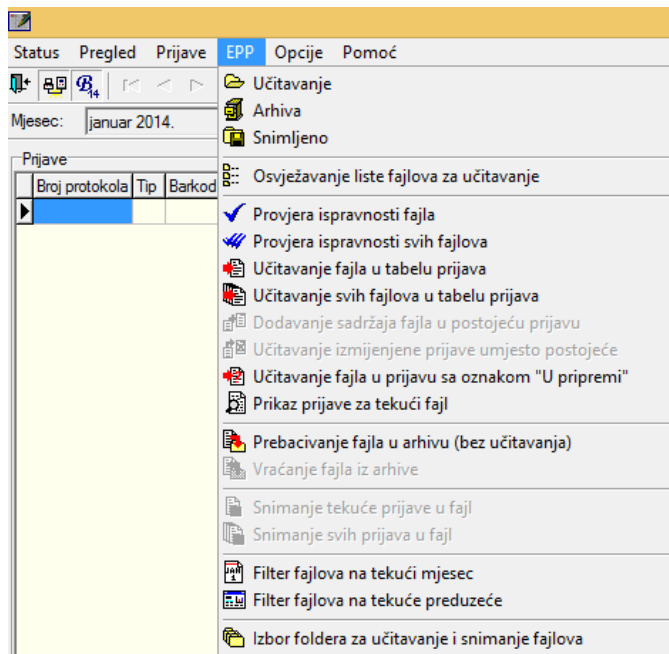 Status Pregled Prijave EPP Opcije Pomoć
B14
Mjesec: januar 2014.
Prijave
Broj protokola Tip Barkod
Učitavanje
Arhiva
Snimljeno
Osvježavanje liste fajlova za učitavanje
Provjera ispravnosti fajla
Provjera ispravnosti svih fajlova
Učitavanje fajla u tabelu prijava
Učitavanje svih fajlova u tabelu prijava
Dodavanje sadržaja fajla u postojeću prijavu
Učitavanje izmijenjene prijave umjesto postojeće
Učitavanje fajla u prijavu sa oznakom "U pripremi"
Prikaz prijave za tekući fajl
Prebacivanje fajla u arhivu (bez učitavanja)
Vraćanje fajla iz arhive
Snimanje tekuće prijave u fajl
Snimanje svih prijava u fajl
Filter fajlova na tekući mjesec
Filter fajlova na tekuće preduzeće
Izbor foldera za učitavanje i snimanje fajlova